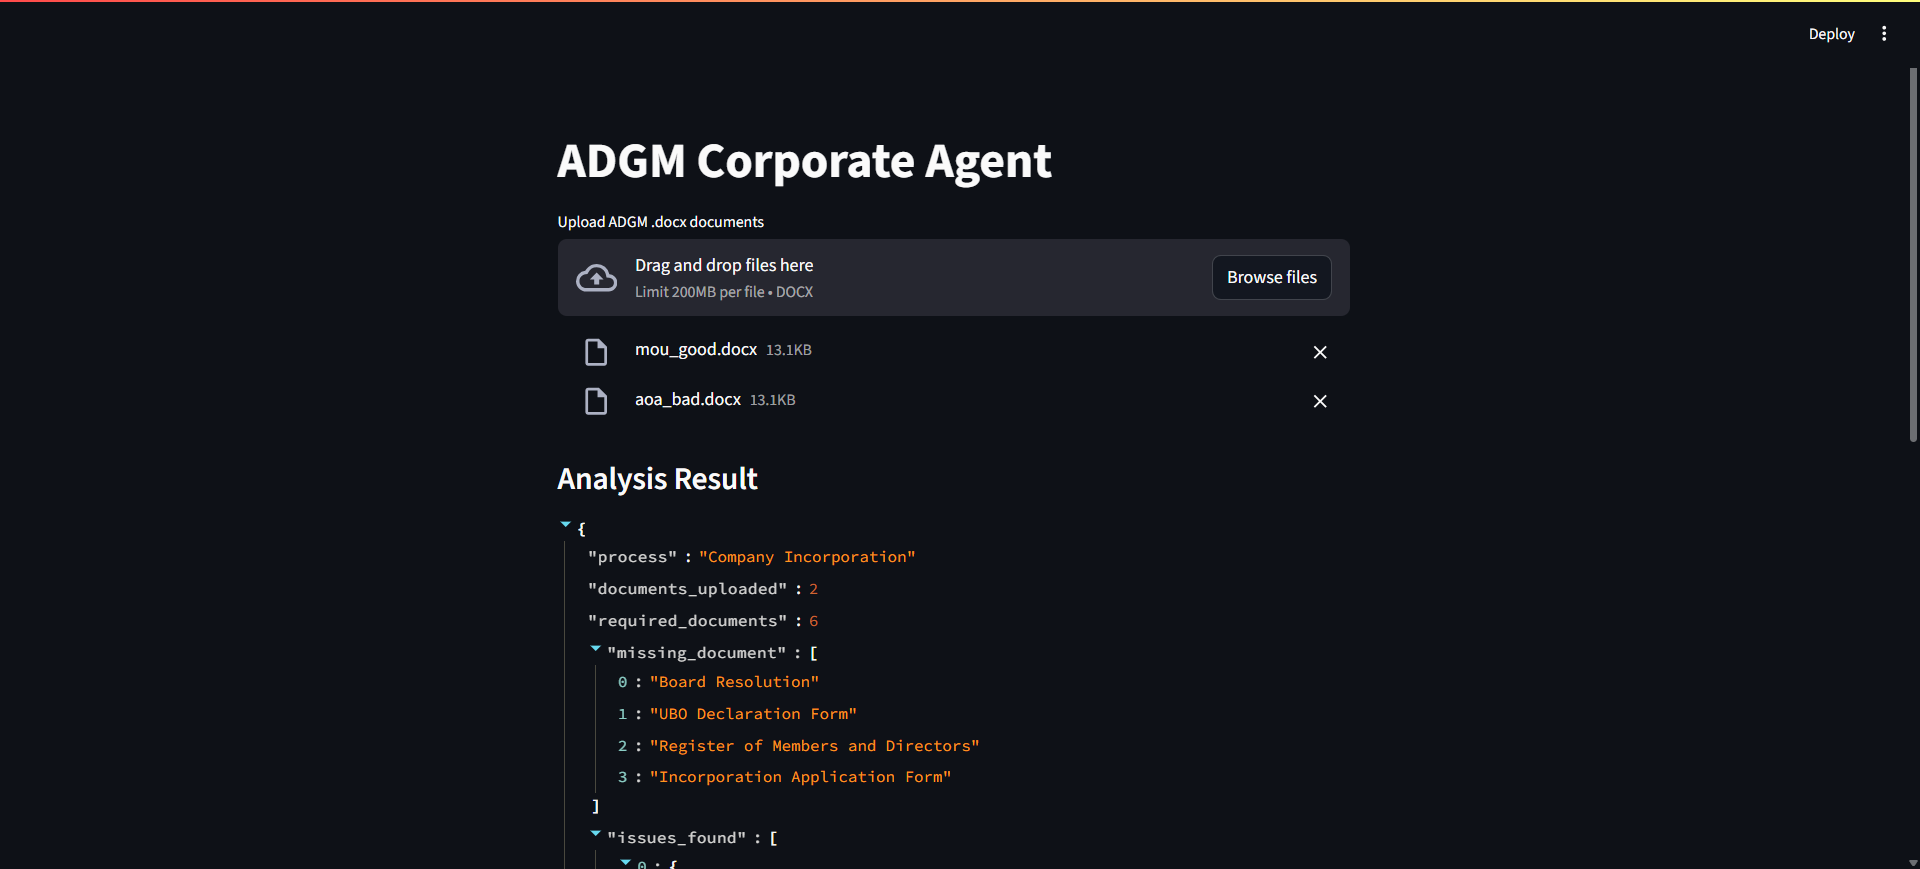 Deploy
ADGM Corporate Agent
Upload ADGM .docx documents
Drag and drop files here
Limit 200MB per file • DOCX
Browse files
mou_good.docx 13.1KB
aoa_bad.docx 13.1KB
Analysis Result
{
"process" : "Company Incorporation"
"documents_uploaded" : 2
"required_documents" : 6
"missing_document" : [
0 : "Board Resolution"
1 : "UBO Declaration Form"
2 : "Register of Members and Directors"
3 : "Incorporation Application Form"
]
"issues_found" : [
0 : {